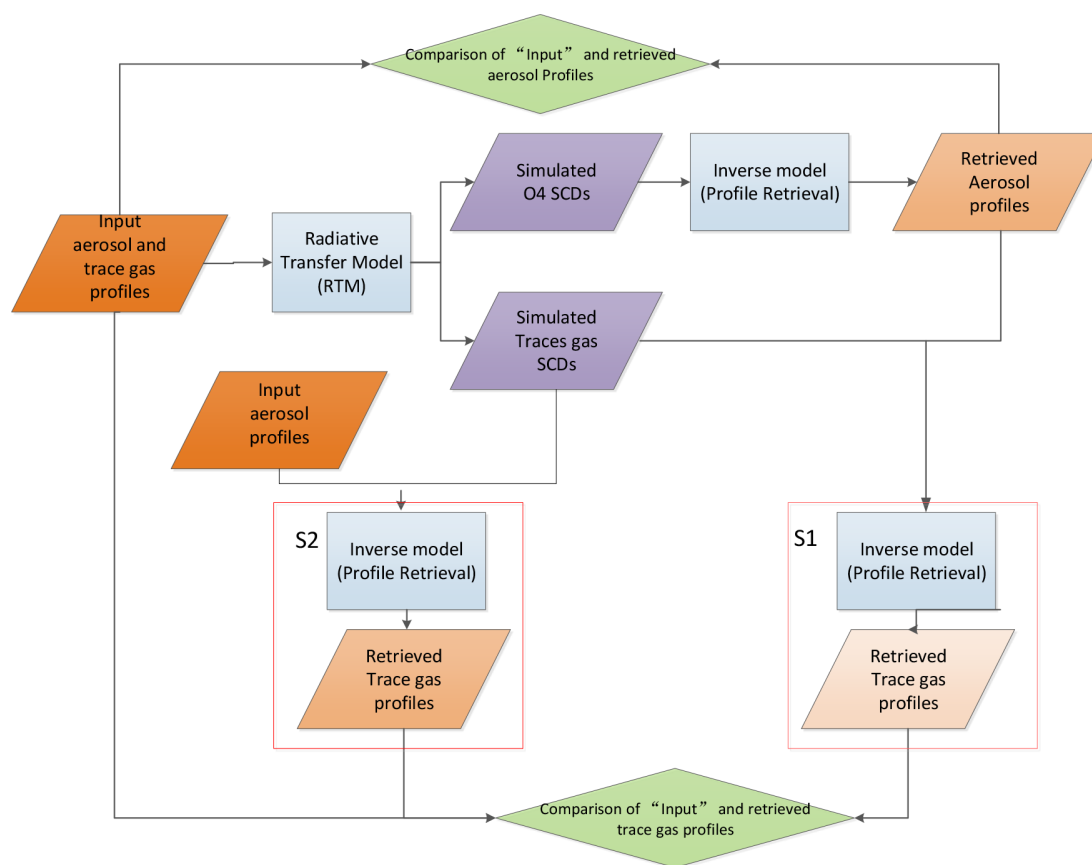 Comparison of “Input” and retrieved
aerosol Profiles
Simulated
O4 SCDs
Inverse model
(Profile Retrieval)
Retrieved
Aerosol
profiles
Input
aerosol and
trace gas
profiles
Radiative
Transfer Model
(RTM)
Simulated
Traces gas
SCDs
Input
aerosol
profiles
S2
Inverse model
(Profile Retrieval)
Retrieved
Trace gas
profiles
S1
Inverse model
(Profile Retrieval)
Retrieved
Trace gas
profiles
Comparison of “Input” and retrieved
trace gas profiles